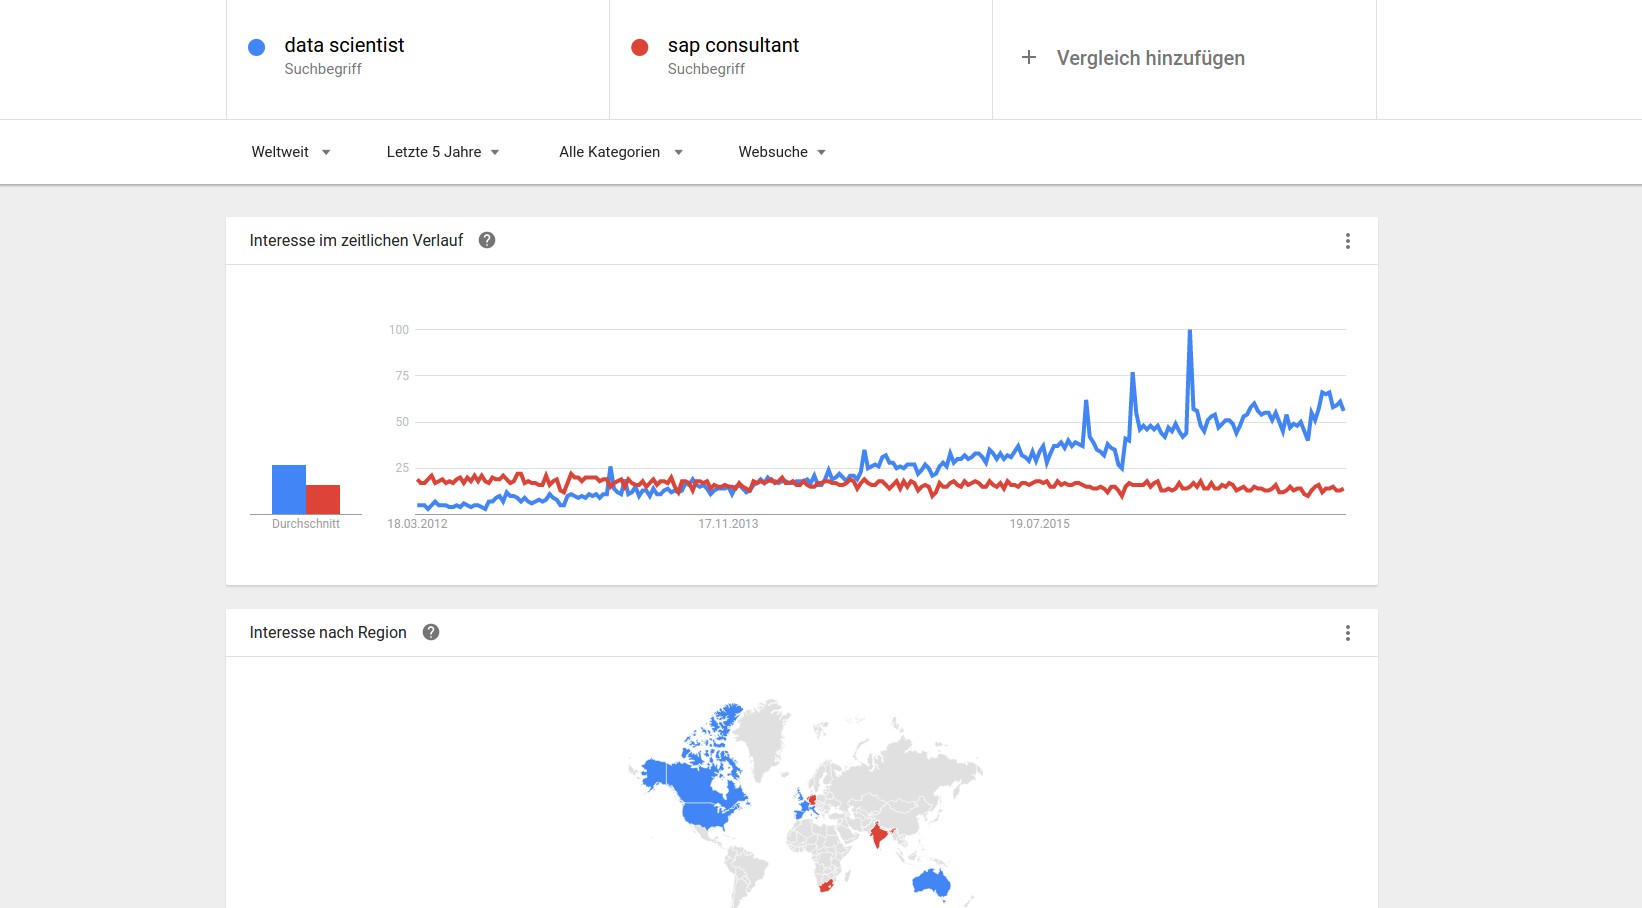 data scientist
Suchbegriff
sap consultant
Suchbegriff
+ Vergleich hinzufügen
Weltweit
Letzte 5 Jahre
Alle Kategorien
Websuche
Interesse im zeitlichen Verlauf ?
100
75
50
25
Durchschnitt
18.03.2012
17.11.2013
19.07.2015
Interesse nach Region ?